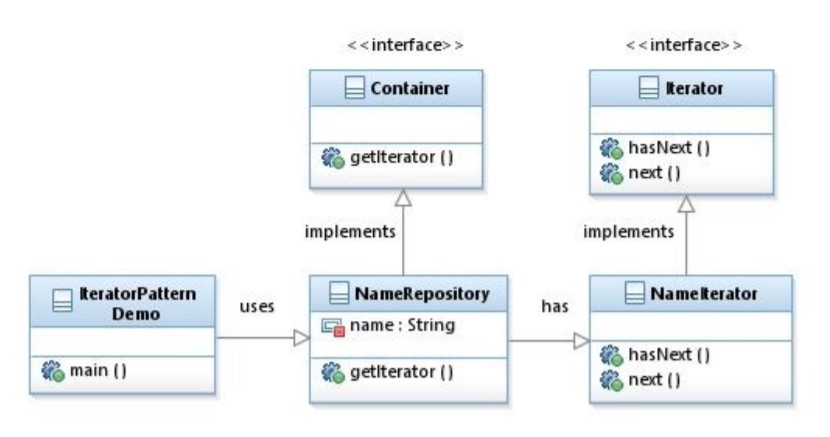 <<interface>>
<<interface>>
Container
Iterator
getIterator ()
hasNext ()
next ()
implements
implements
IteratorPattern
Demo
main ()
uses
NameRepository
name : String
getIterator ()
has
NameIterator
hasNext ()
next ()